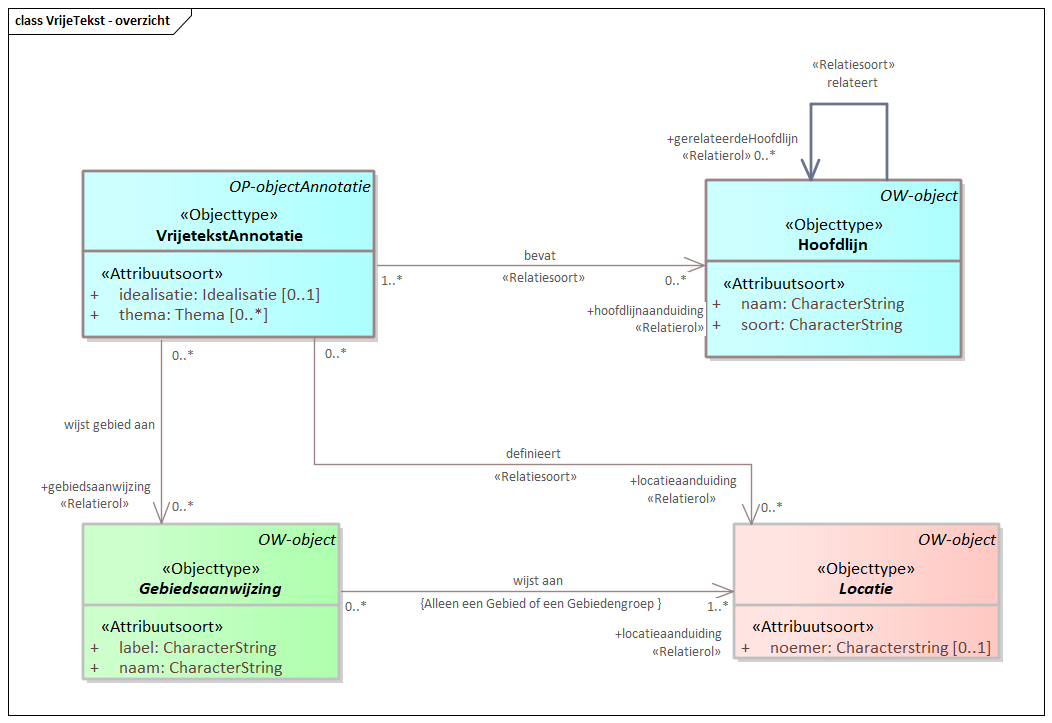 class VrijeTekst - overzicht
«Relatiesoort»
relateert
+gerelateerdeHoofdlijn
«Relatierol» 0..*
OP-objectAnnotatie
«Objecttype»
VrijetekstAnnotatie
«Attribuutsoort»
+ idealisatie: Idealisatie [0..1]
+ thema: Thema [0..*]
bevat
1..*
«Relatiesoort»
0..*
+hoofdlijnaanduiding
«Relatierol»
OW-object
«Objecttype»
Hoofdlijn
«Attribuutsoort»
+ naam: CharacterString
+ soort: CharacterString
0..*
0..*
wijst gebied aan
+gebiedsaanwijzing
«Relatierol»
0..*
definieert
«Relatiesoort»
+locatieaanduiding
«Relatierol»
0..*
OW-object
«Objecttype»
Gebiedsaanwijzing
«Attribuutsoort»
+ label: CharacterString
+ naam: CharacterString
wijst aan
0..*
{Alleen een Gebied of een Gebiedengroep }
1..*
+locatieaanduiding
«Relatierol»
OW-object
«Objecttype»
Locatie
«Attribuutsoort»
+ noemer: Characterstring [0..1]